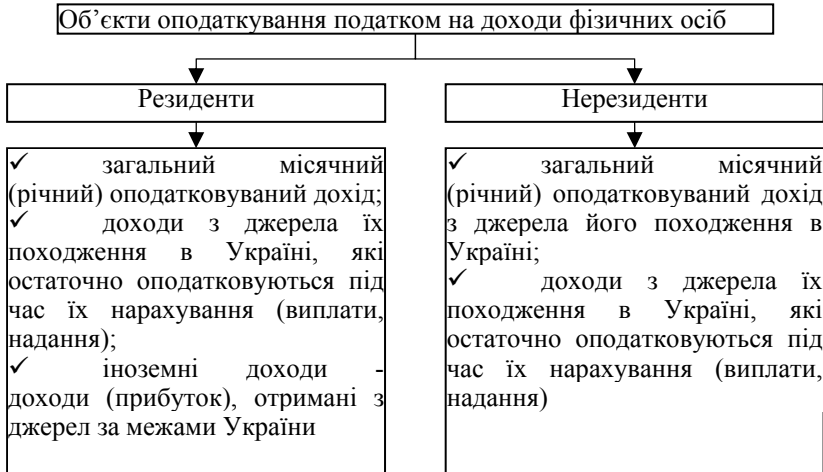 Об’єкти оподаткування податком на доходи фізичних осіб
Резиденти
✓ загальний місячний
(річний) оподатковуваний дохід;
✓ доходи з джерела їх
походження в Україні, які
остаточно оподатковуються під
час їх нарахування (виплати,
надання);
✓ іноземні доходи -
доходи (прибуток), отримані з
джерел за межами України
Нерезиденти
✓ загальний місячний
(річний) оподатковуваний дохід
з джерела його походження в
Україні;
✓ доходи з джерела їх
походження в Україні, які
остаточно оподатковуються під
час їх нарахування (виплати,
надання)